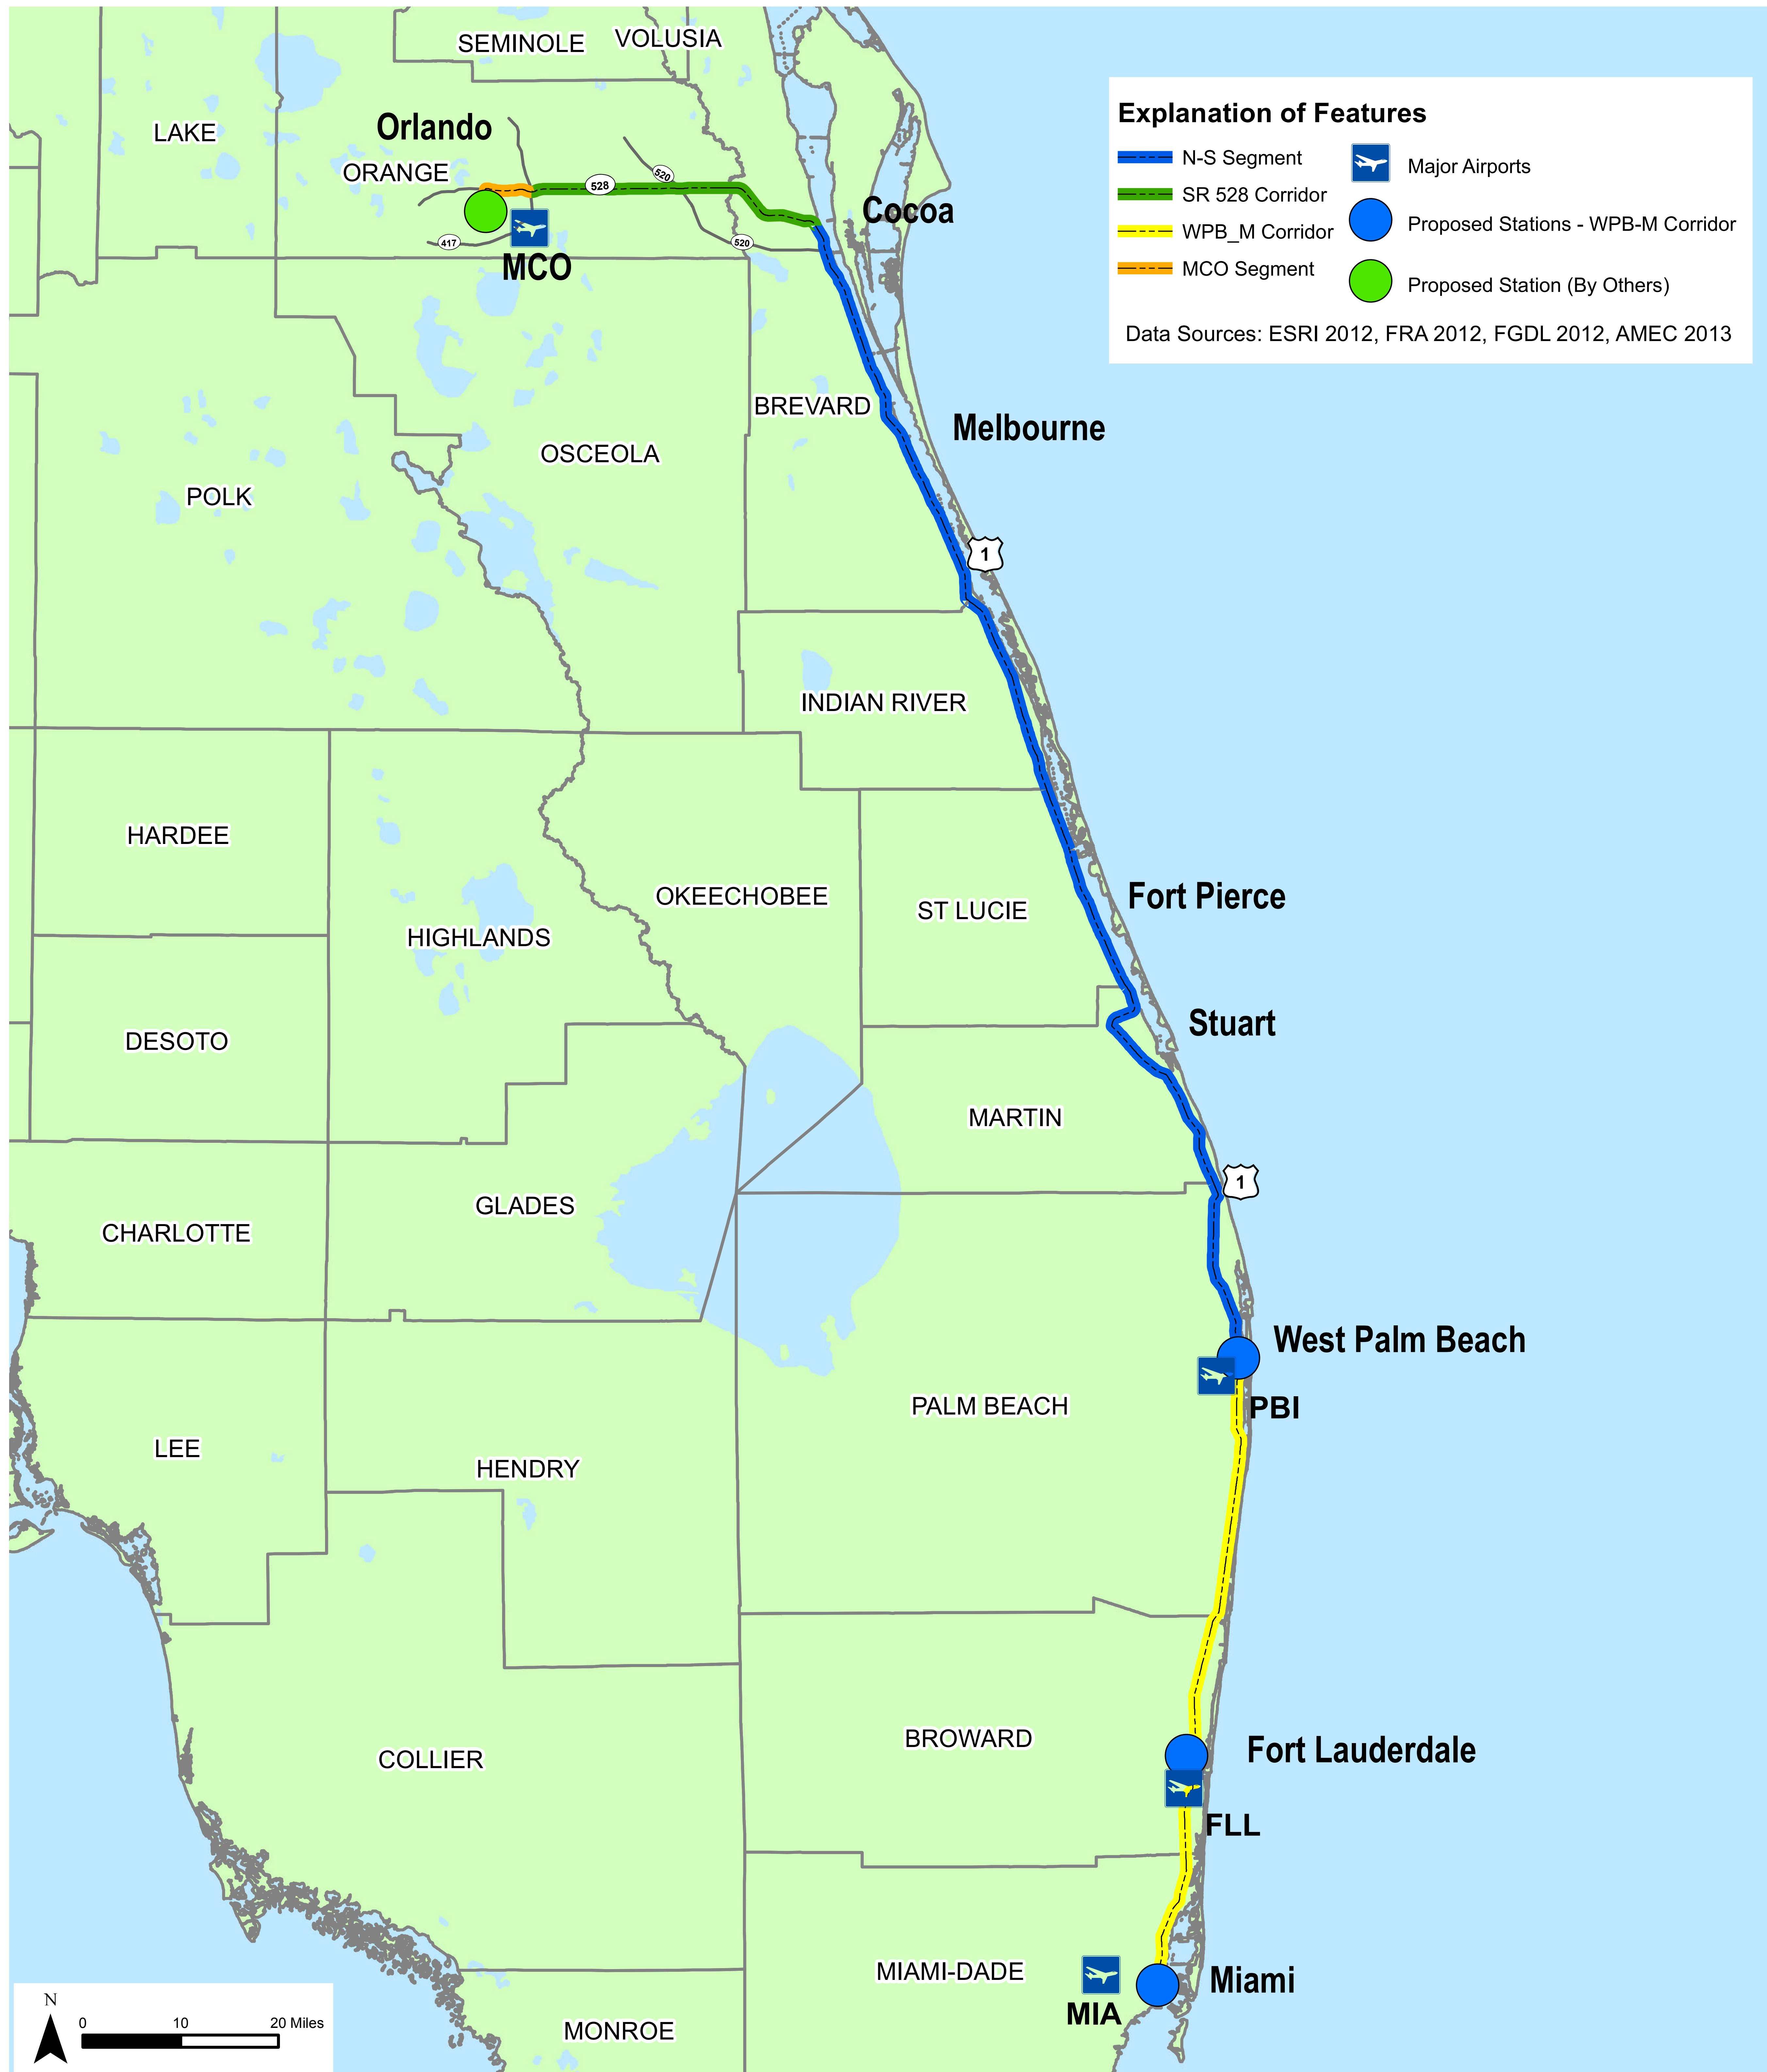 SEMINOLE
VOLUSIA
Explanation of Features
N-S Segment
SR 528 Corridor
WPB_M Corridor
MCO Segment
Major Airports
Proposed Stations - WPB-M Corridor
Proposed Station (By Others)
Data Sources: ESRI 2012, FRA 2012, FGDL 2012, AMEC 2013
LAKE
Orlando
ORANGE
528
520
Cocoa
417
520
MCO
BREVARD
Melbourne
OSCEOLA
POLK
1
INDIAN RIVER
HARDEE
OKEECHOBEE
ST LUCIE
Fort Pierce
HIGHLANDS
Stuart
DESOTO
MARTIN
1
GLADES
CHARLOTTE
West Palm Beach
PALM BEACH
PBI
LEE
HENDRY
BROWARD
Fort Lauderdale
COLLIER
FLL
MIAMI-DADE
Miami
MIA
MONROE
N
0 10 20 Miles